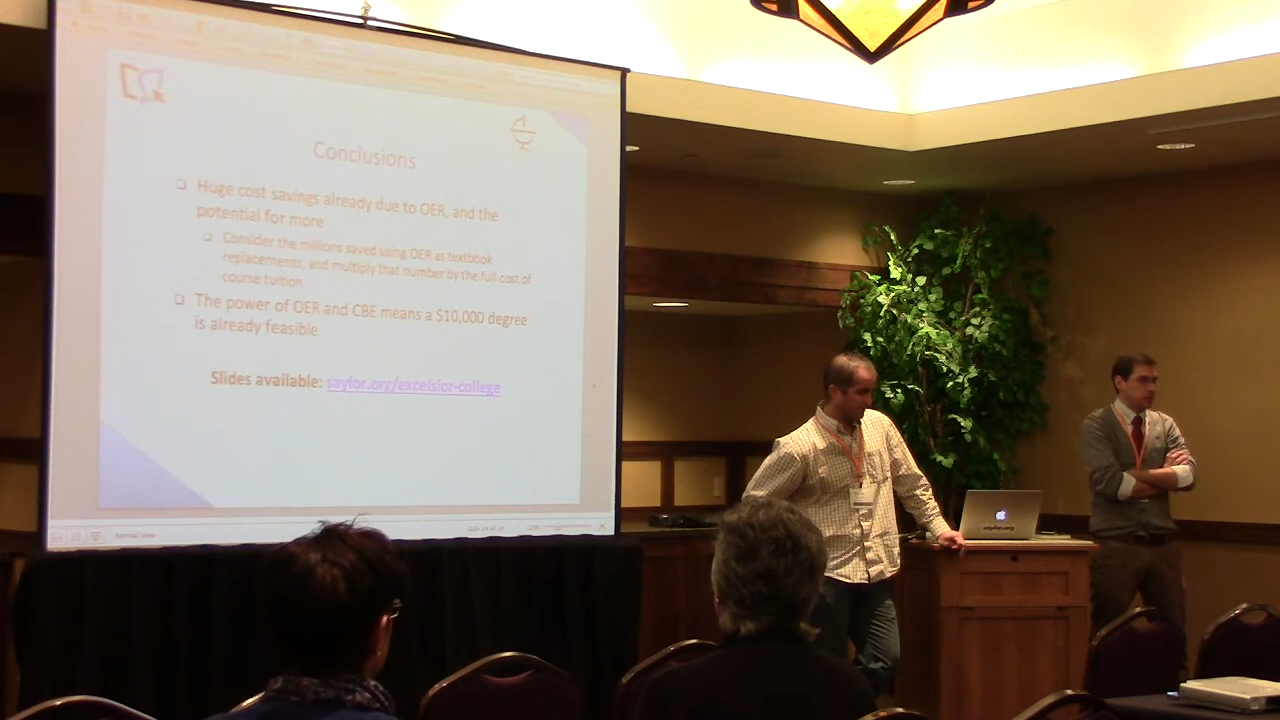 Conclusions
Huge cost savings already due to OER, and the
potential for more
Consider the millions saved using OER as textbook
replacements, and multiply that number by the full cost of
course tuition
The power of OER and CBE means a $10,000 degree
is already feasible
Slides available: saylor.org/excelsior-college
Normal View